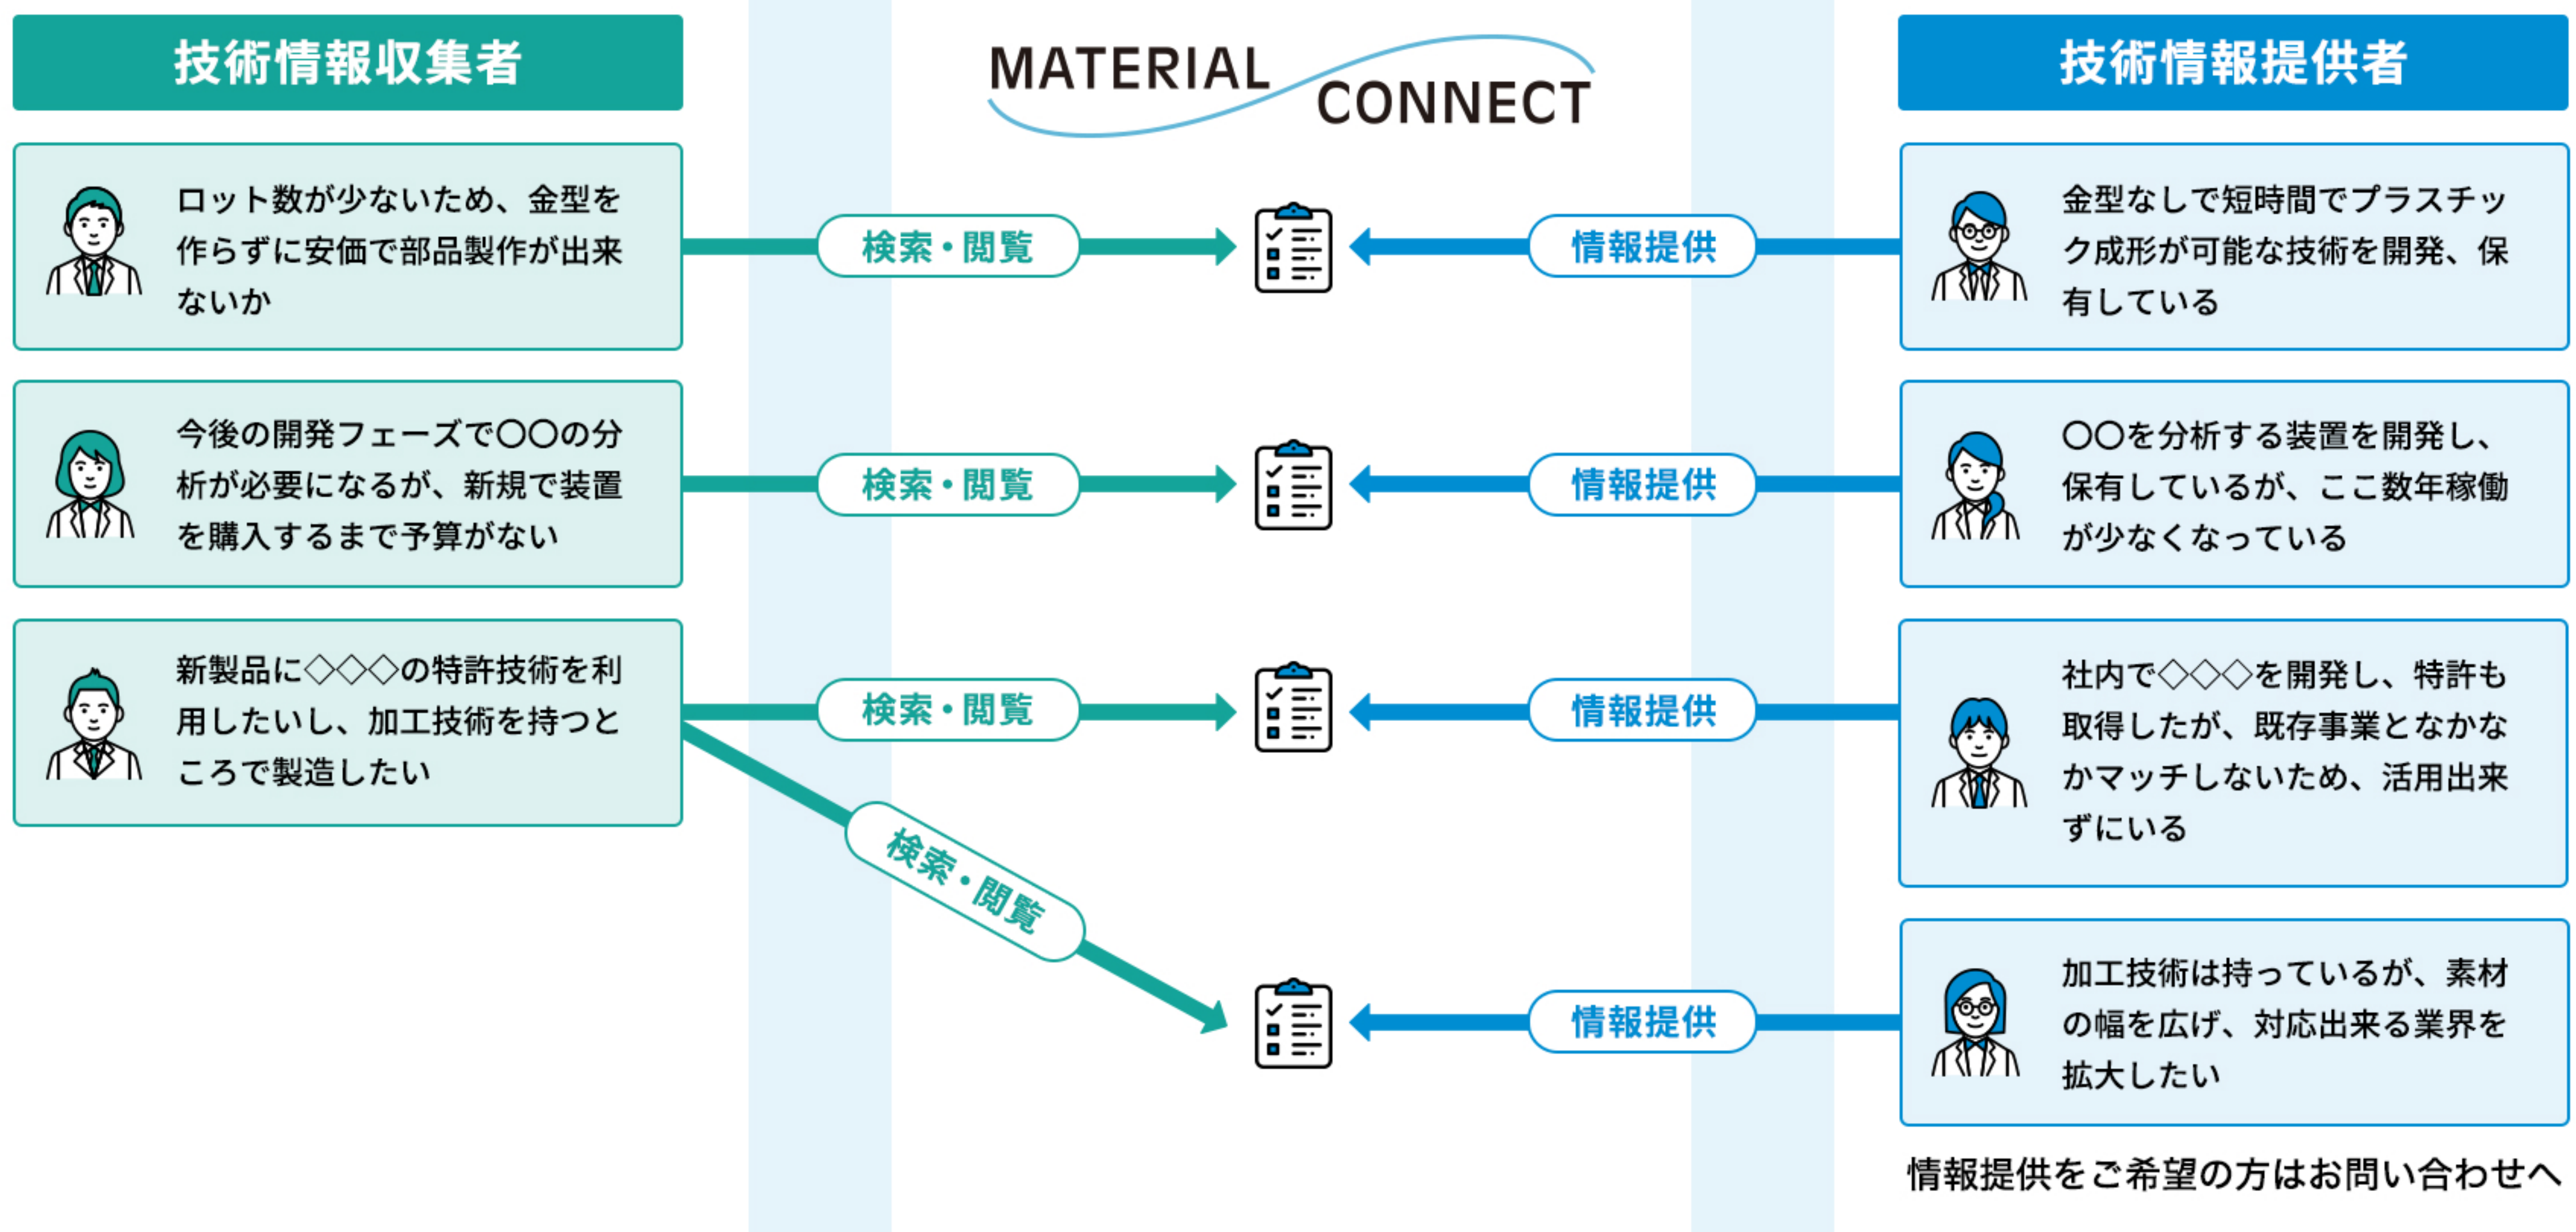 技術情報収集者
MATERIAL
CONNECT
技術情報提供者
ロット数が少ないため、金型を
作らずに安価で部品製作が出来
ないか
検索・閲覧
情報提供
金型なしで短時間でプラスチッ
ク成形が可能な技術を開発、保
有している
今後の開発フェーズで〇〇の分
析が必要になるが、新規で装置
を購入するまで予算がない
検索・閲覧
情報提供
〇〇を分析する装置を開発し、
保有しているが、ここ数年稼働
が少なくなっている
新製品に◇◇◇の特許技術を利
用したいし、加工技術を持つと
ころで製造したい
検索・閲覧
情報提供
社内で◇◇◇を開発し、特許も
取得したが、既存事業となかな
かマッチしないため、活用出来
ずにいる
検索・閲覧
情報提供
加工技術は持っているが、素材
の幅を広げ、対応出来る業界を
拡大したい
情報提供をご希望の方はお問い合わせへ